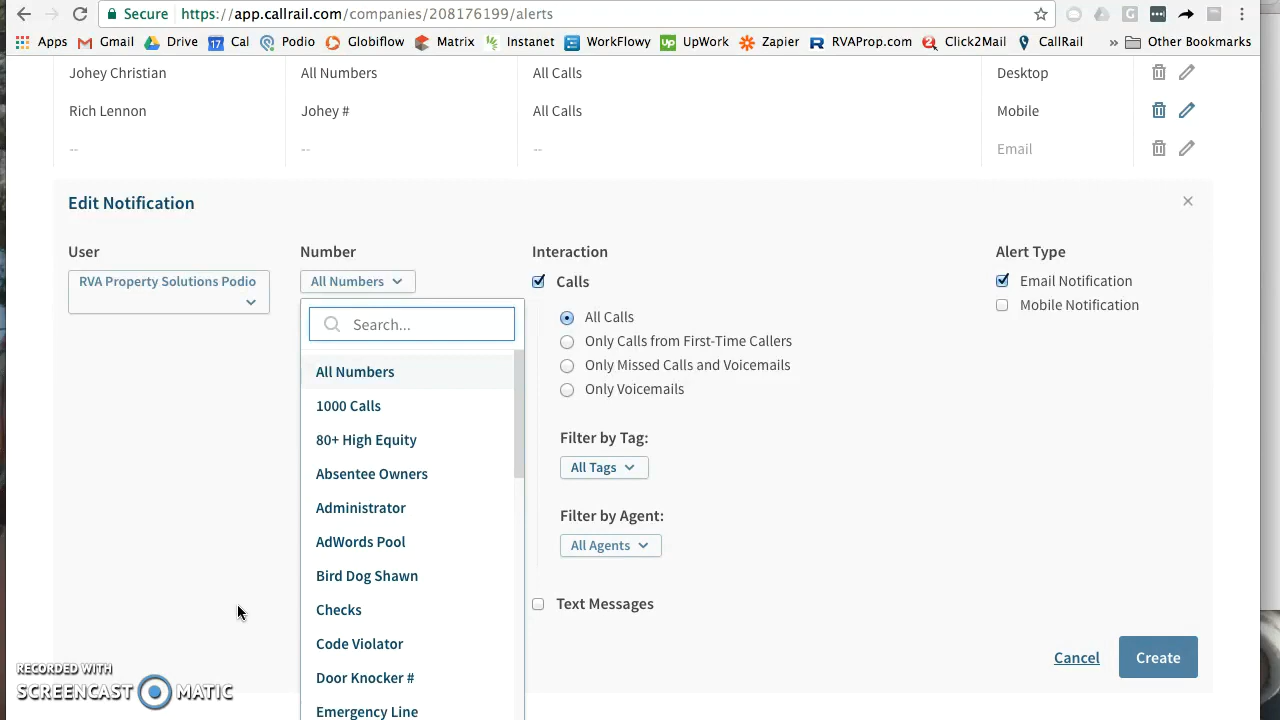 Secure https://app.callrail.com/companies/208176199/alerts
Apps Gmail Drive 17 Cal Podio Globiflow Matrix Instanet WorkFlowy Up UpWork Zapier R RVAProp.com Click2Mail CallRail » Other Bookmarks
Johey Christian All Numbers All Calls Desktop
Rich Lennon Johey # All Calls Mobile
-- -- -- Email
Edit Notification
User Number Interaction Alert Type
RVA Property Solutions Podio All Numbers Calls Email Notification
Mobile Notification
Search...
All Calls
Only Calls from First-Time Callers
Only Missed Calls and Voicemails
Only Voicemails
All Numbers
1000 Calls
80+ High Equity
Absentee Owners
Administrator
AdWords Pool
Bird Dog Shawn
Checks
Code Violator
Door Knocker #
Emergency Line
Filter by Tag:
All Tags
Filter by Agent:
All Agents
Text Messages
Cancel Create
RECORDED WITH
SCREENCAST MATIC